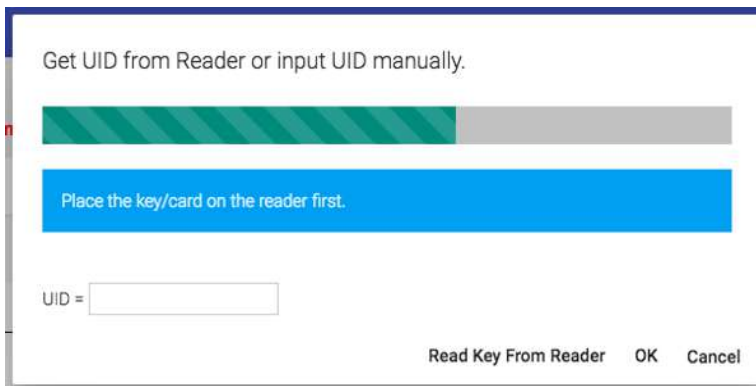 Get UID from Reader or input UID manually.
Place the key/card on the reader first.
UID =
Read Key From Reader OK Cancel